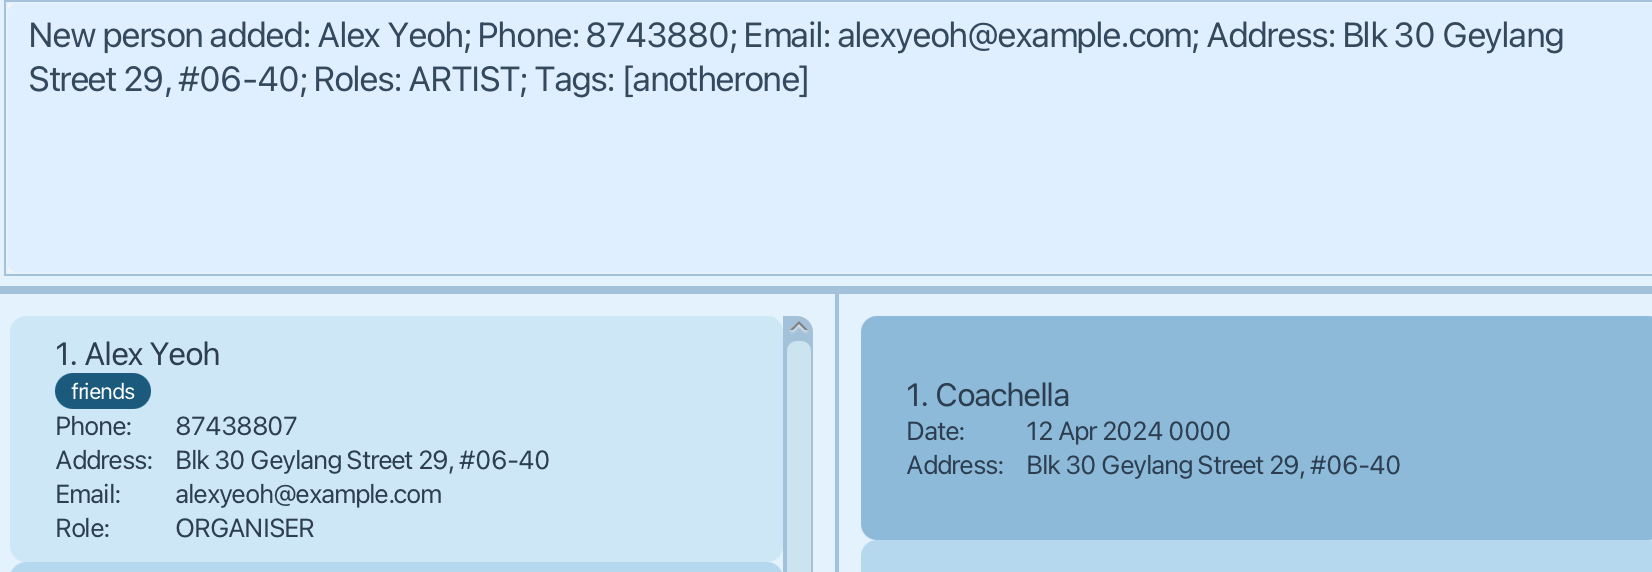 New person added: Alex Yeoh; Phone: 8743880; Email: alexyeoh@example.com; Address: Blk 30 Geylang
Street 29, #06-40; Roles: ARTIST; Tags: [anotherone]
1. Alex Yeoh
friends
Phone: 87438807
Address: Blk 30 Geylang Street 29, #06-40
Email: alexyeoh@example.com
Role: ORGANISER
1. Coachella
Date: 12 Apr 2024 0000
Address: Blk 30 Geylang Street 29, #06-40